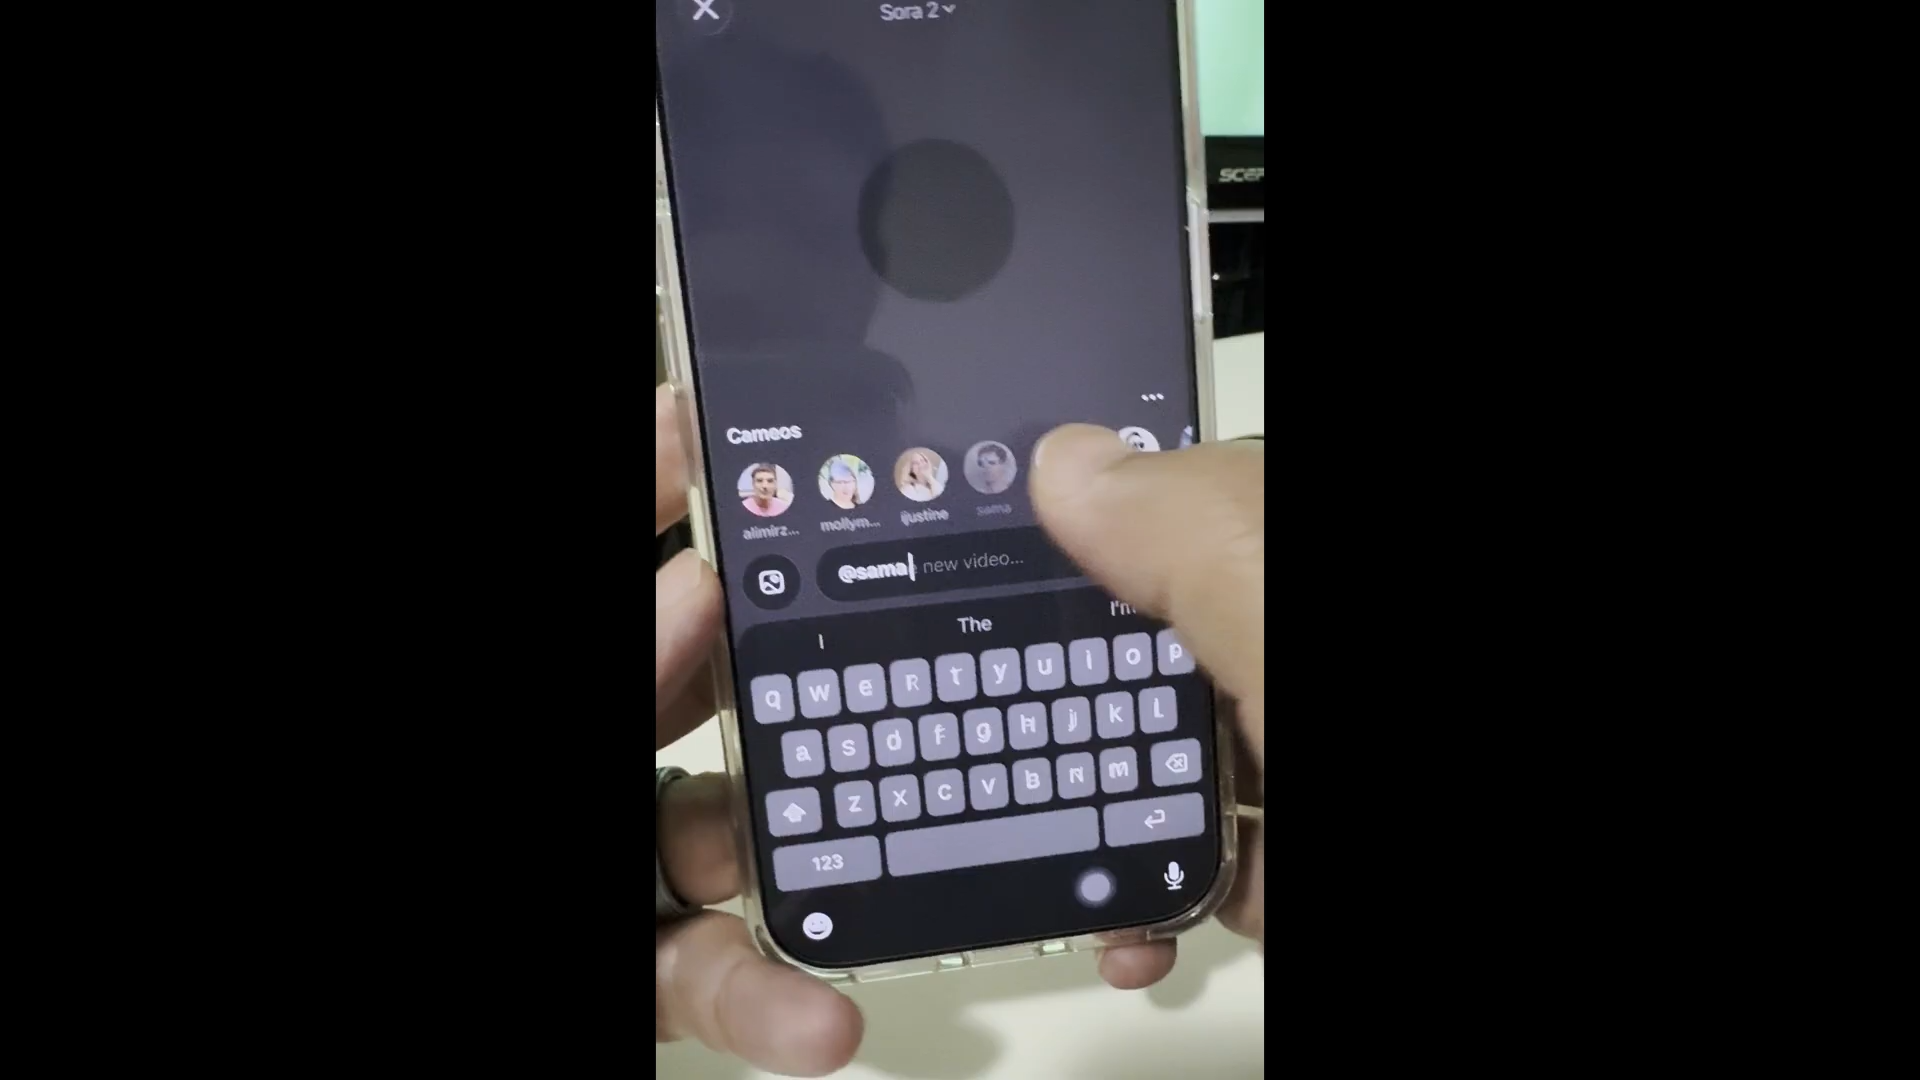 Sora 2
SCEP
Cameos
alimirz...
mollym...
ijustine
sama
@sama new video...
I
The
I'm
q w e R t y u i o p
a s d f g h j k L
z x c v b N m
123